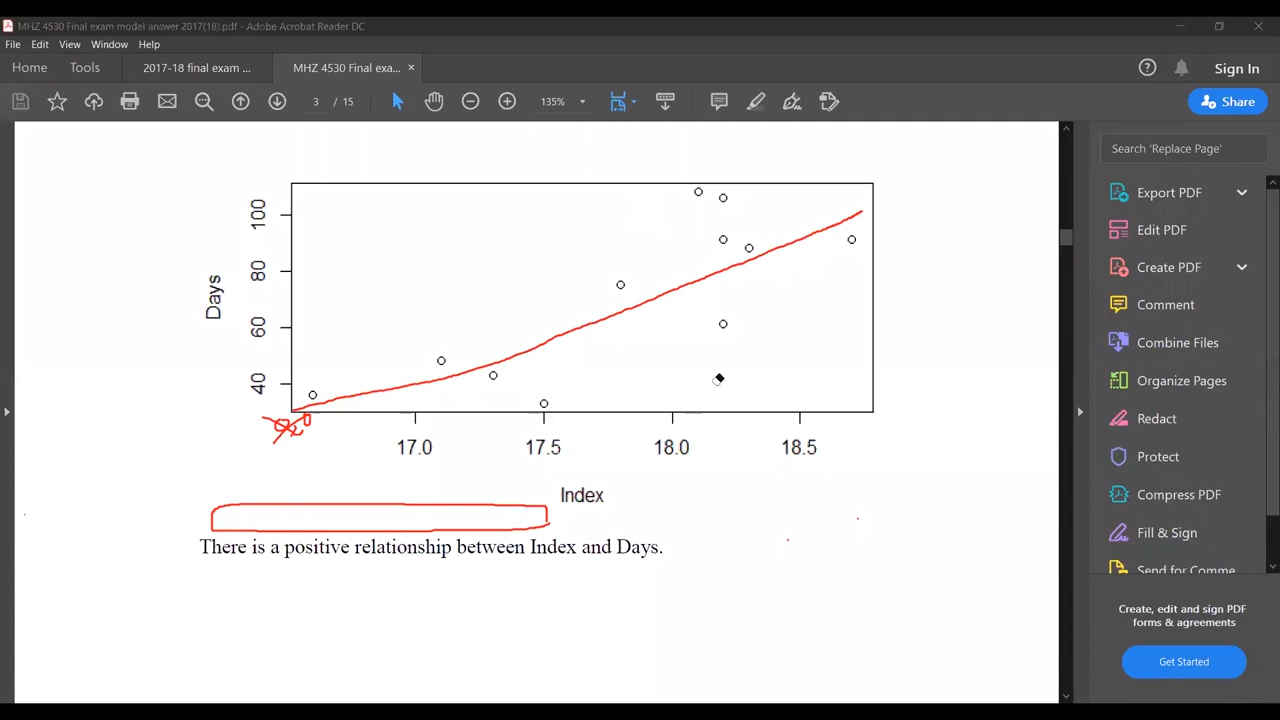 MHZ 4530 Final exam model answer 2017(18).pdf - Adobe Acrobat Reader DC
File Edit View Window Help
Home Tools 2017-18 final exam ... MHZ 4530 Final exa... × Sign In
3 / 15 135% Share
Search 'Replace Page'
Export PDF
Edit PDF
Create PDF
Comment
Combine Files
Organize Pages
Redact
Protect
Compress PDF
Fill & Sign
Send for Comme
Create, edit and sign PDF
forms & agreements
Get Started
Days
100
80
60
40
17.0 17.5 18.0 18.5
Index
There is a positive relationship between Index and Days.